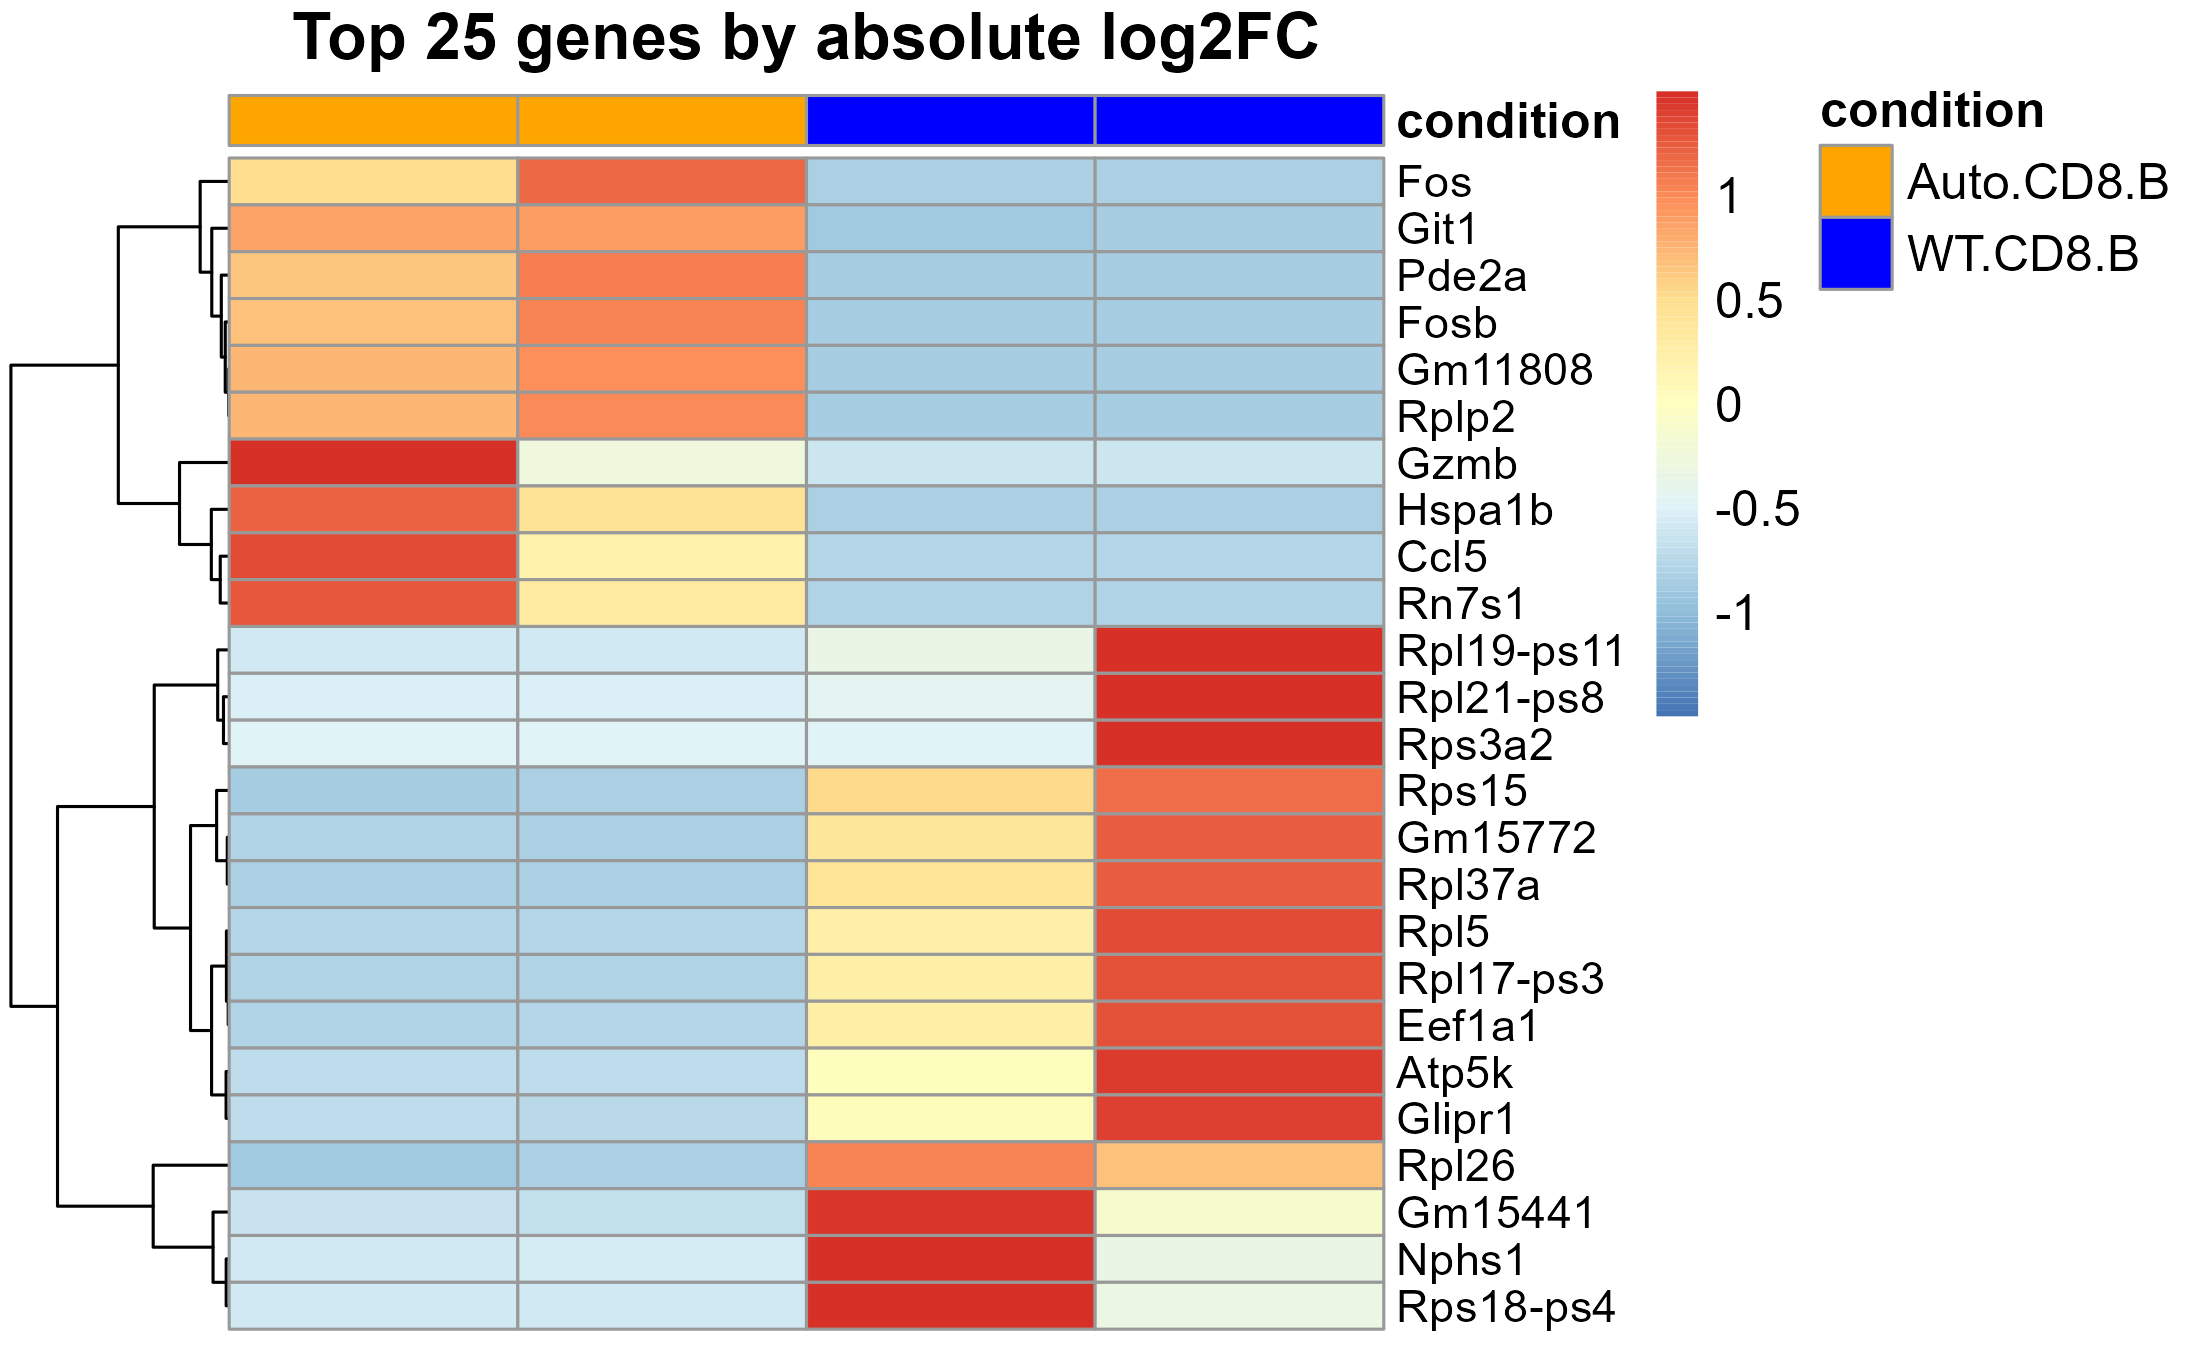 Top 25 genes by absolute log2FC
condition
Fos
Git1
Pde2a
Fosb
Gm11808
Rplp2
Gzmb
Hspa1b
Ccl5
Rn7s1
Rpl19-ps11
Rpl21-ps8
Rps3a2
Rps15
Gm15772
Rpl37a
Rpl5
Rpl17-ps3
Eef1a1
Atp5k
Glipr1
Rpl26
Gm15441
Nphs1
Rps18-ps4
1
0.5
0
-0.5
-1
condition
Auto.CD8.B
WT.CD8.B